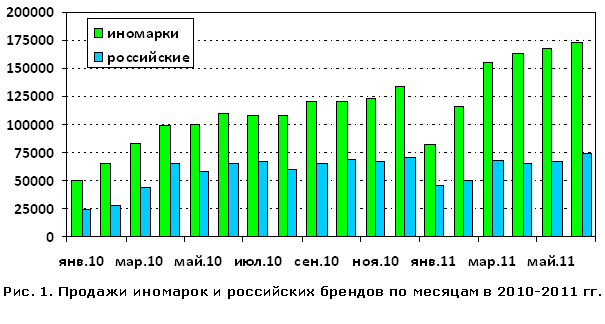 200000
175000
150000
125000
100000
75000
50000
25000
0
иномарки
российские
янв.10 мар.10 май.10 июл.10 сен.10 ноя.10 янв.11 мар.11 май.11
Рис. 1. Продажи иномарок и российских брендов по месяцам в 2010-2011 гг.